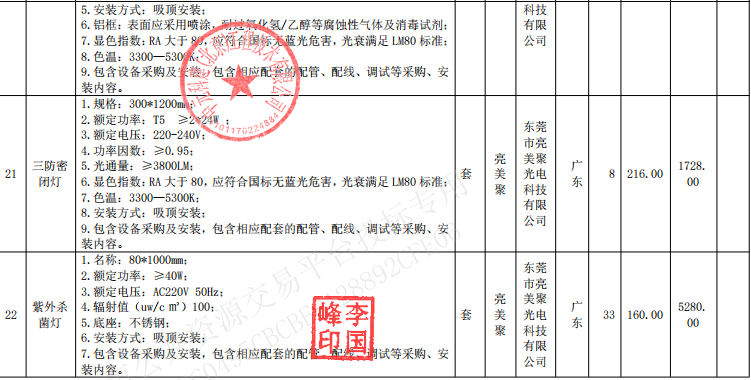 5.安装方式：吸顶安装；
6.铝框：表面应采用喷涂，耐过氧化氢/乙醇等腐蚀性气体及消毒试剂；
7.显色指数：RA大于80，应符合国标无蓝光危害，光衰满足LM80标准；
8.色温：3300—5300K；
9.包含设备采购及安装，包含相应配套的配管、配线、调试等采购、安
装内容。
科技
有限
公司
21
三防密
闭灯
1.规格：300*1200mm；
2.额定功率：T5 ≥2*24W ；
3.额定电压：220-240V；
4.功率因数：≥0.95；
5.光通量：≥3800LM；
6.显色指数：RA大于80，应符合国标无蓝光危害，光衰满足LM80标准；
7.色温：3300—5300K；
8.安装方式：吸顶安装；
9.包含设备采购及安装，包含相应配套的配管、配线、调试等采购、安
装内容。
套
亮
美
聚
东莞
市亮
美聚
光电
科技
有限
公司
广
东
8
216.00
1728.
00
22
紫外杀
菌灯
1.名称：80*1000mm；
2.额定功率：≥40W；
3.额定电压：AC220V 50Hz；
4.辐射值（uw/c㎡）100；
5.底座：不锈钢；
6.安装方式：吸顶安装；
7.包含设备采购及安装，包含相应配套的配管、配线、调试等采购、安
装内容。
套
亮
美
聚
东莞
市亮
美聚
光电
科技
有限
公司
广
东
33
160.00
5280.
00
李国
峰印
1101170224884
资源交易平台投标专用